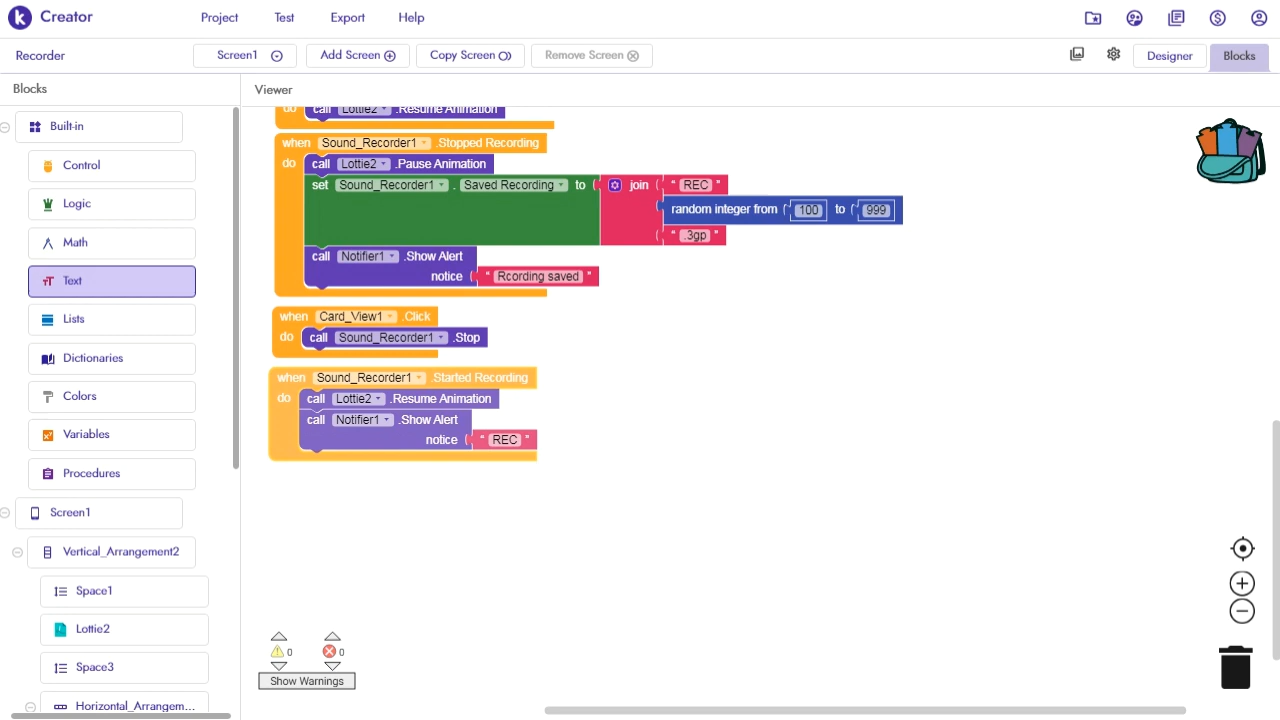 Creator Project Test Export Help
Recorder Screen1 Add Screen Copy Screen Remove Screen Designer Blocks
Blocks
Viewer
Built-in
Control
Logic
Math
Text
Lists
Dictionaries
Colors
Variables
Procedures
Screen1
Vertical_Arrangement2
Space1
Lottie2
Space3
Horizontal_Arrangem...
do call Lottie2 .Resume Animation
when Sound_Recorder1 .Stopped Recording
do call Lottie2 .Pause Animation
set Sound_Recorder1 . Saved Recording to join " REC "
random integer from 100 to 999
" .3gp "
call Notifier1 .Show Alert
notice " Rcording saved "
when Card_View1 .Click
do call Sound_Recorder1 .Stop
when Sound_Recorder1 .Started Recording
do call Lottie2 .Resume Animation
call Notifier1 .Show Alert
notice " REC "
0 0
Show Warnings